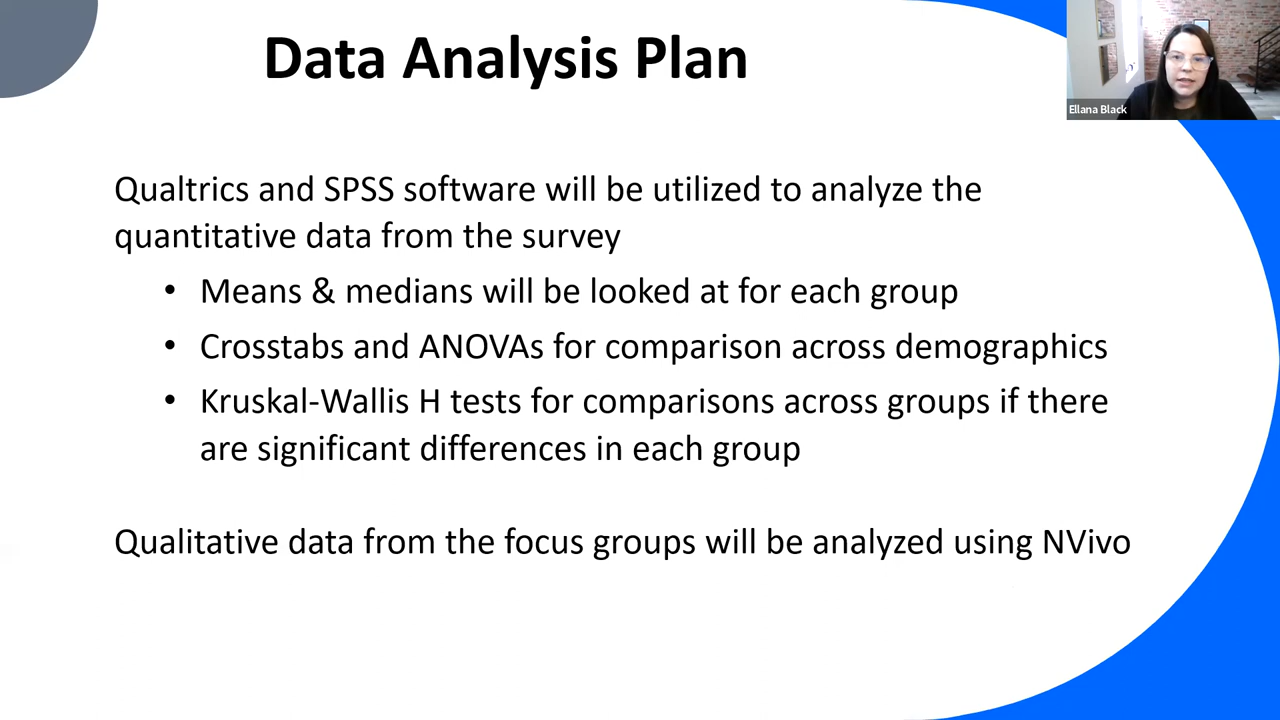 Data Analysis Plan
Ellana Black
Qualtrics and SPSS software will be utilized to analyze the
quantitative data from the survey
• Means & medians will be looked at for each group
• Crosstabs and ANOVAs for comparison across demographics
• Kruskal-Wallis H tests for comparisons across groups if there
are significant differences in each group
Qualitative data from the focus groups will be analyzed using NVivo